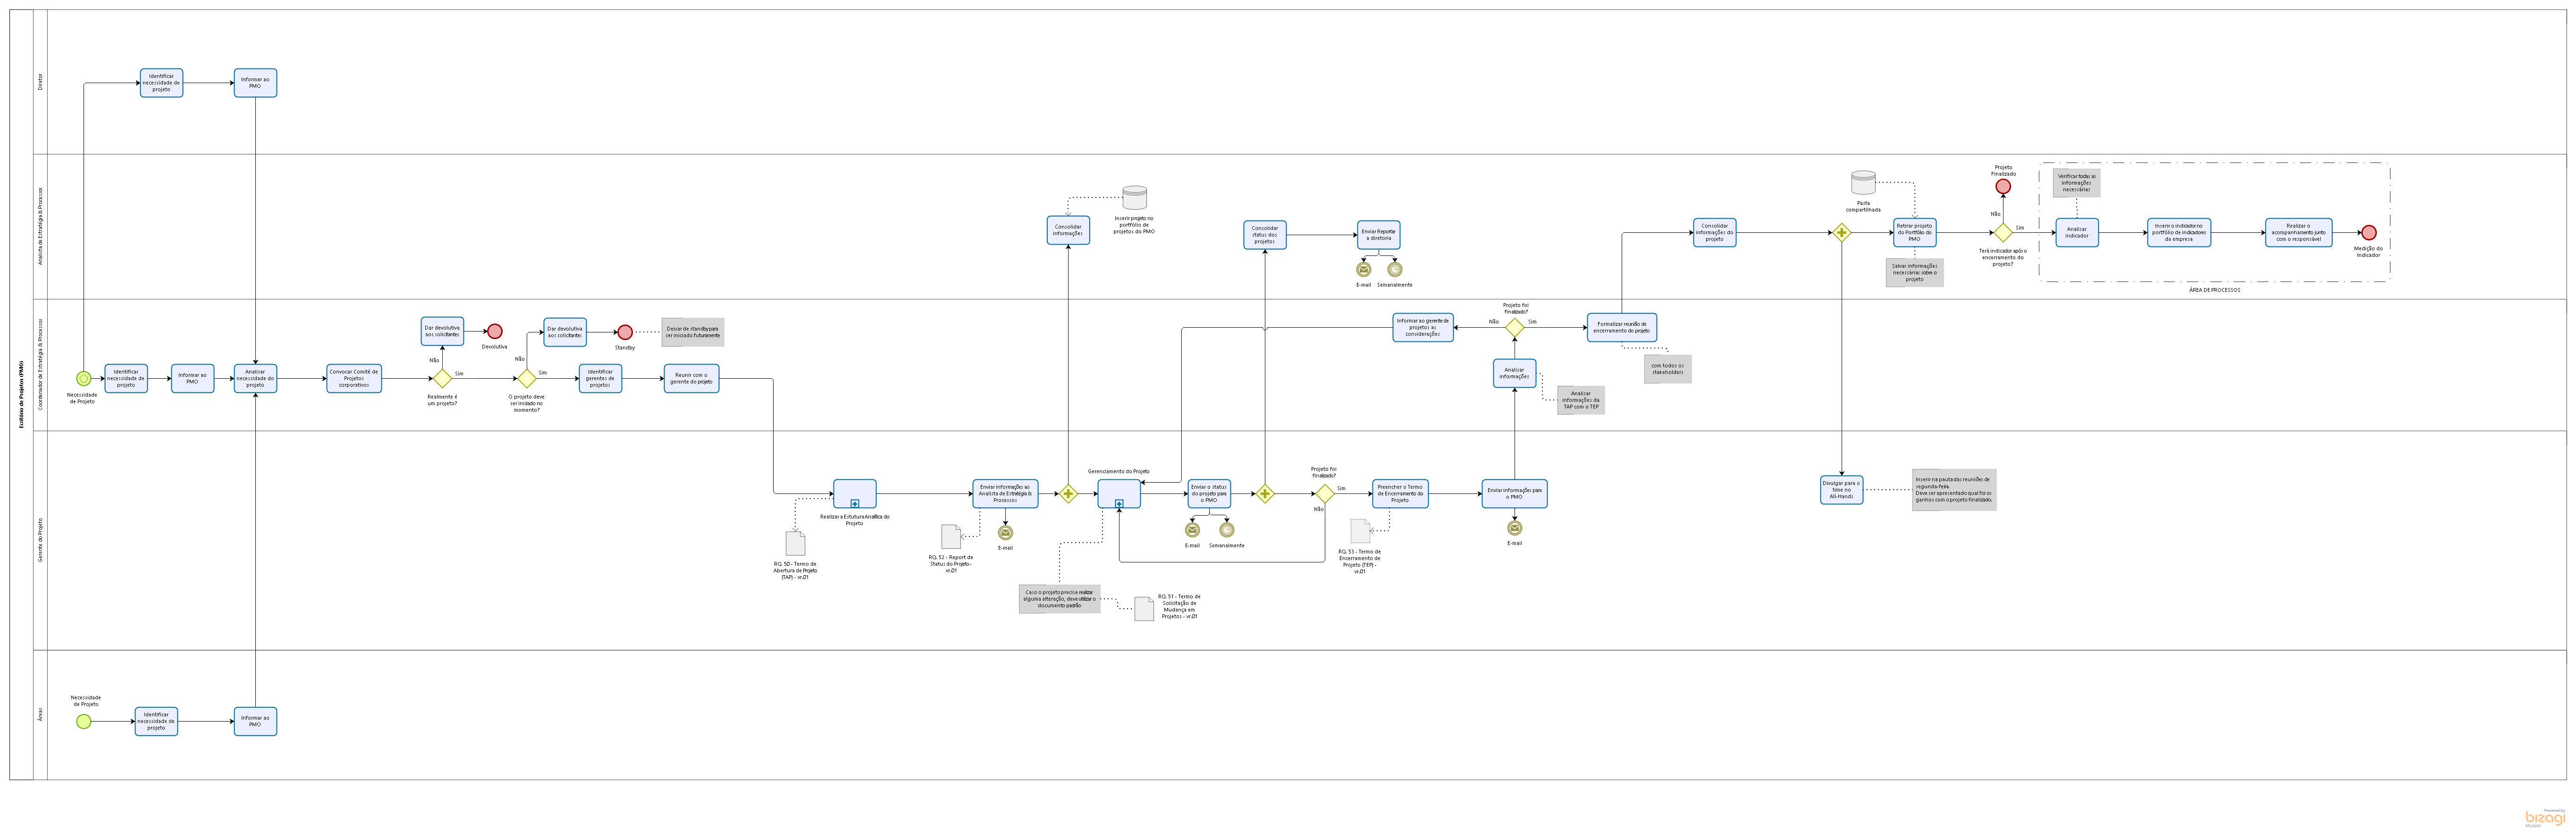 Ecritório de Projetos (PMO)
Diretor
Identificar
necessidade de
projeto
Informar ao
PMO
Analista de Estratégia & Processos
Consolidar
informações
Inserir projeto no
portfólio de
projetos do PMO
Consolidar
status dos
projetos
Enviar Reportar
a diretoria
E-mail
Semanalmente
Consolidar
informações do
projeto
Pasta
compartilhada
Retirar projeto
do Portfólio do
PMO
Salvar informações
necessárias sobre o
projeto
Projeto
Finalizado
Não
Sim
Terá indicador após o
encerramento do
projeto?
Verificar todas as
informações
necessárias
Analisar
indicador
Inserir o indicador no
portfólio de indicadores
da empresa
Realizar o
acompanhamento junto
com o responsável
Medição do
Indicador
ÁREA DE PROCESSOS
Coordenador de Estratégia & Processos
Necessidade
de Projeto
Identificar
necessidade de
projeto
Informar ao
PMO
Analisar
necessidade do
projeto
Convocar Comitê de
Projetos
corporativos
Dar devolutiva
aos solicitantes
Devolutiva
Não
Sim
Realmente é
um projeto?
Dar devolutiva
aos solicitantes
Standby
Deixar de standby para
ser iniciado futuramente
Não
Sim
O projeto deve
ser iniciado no
momento?
Identificar
gerentes de
projetos
Reunir com o
gerente do projeto
Informar ao gerente de
projetos as
considerações
Projeto foi
finalizado?
Não
Sim
Formalizar reunião de
encerramento do projeto
com todos os
stakeholders
Analisar
informações
Analisar
informações da
TAP com o TEP
Gerente do Projeto
Realizar a Estutura Analítica do
Projeto
RQ. 50 - Termo de
Abertura de Projeto
(TAP) - vr.01
Enviar informações ao
Analista de Estratégia &
Processos
RQ. 52 - Report de
Status do Projeto-
vr.01
E-mail
Gerenciamento do Projeto
Caso o projeto precise realizar
alguma alteração, deve utilizar o
documento padrão
RQ. 51 - Termo de
Solicitação de
Mudança em
Projetos - vr.01
Enviar o status
do projeto para
o PMO
E-mail
Semanalmente
Projeto foi
finalizado?
Sim
Não
Preencher o Termo
de Encerramento do
Projeto
RQ. 53 - Termo de
Encerramento de
Projeto (TEP) -
vr.01
Enviar informações para
o PMO
E-mail
Divulgar para o
time no
All-Hands
Inserir na pauta das reuniões de
segunda-feira.
Deve ser apresentado qual foi os
ganhos com o projeto finalizado.
Áreas
Necessidade
de Projeto
Identificar
necessidade de
projeto
Informar ao
PMO
Powered by
bizagi
Modeler